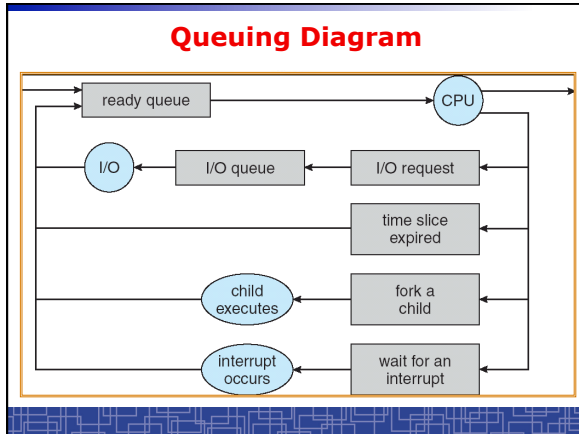 Queuing Diagram
ready queue
CPU
I/O
I/O queue
I/O request
time slice
expired
child
executes
fork a
child
interrupt
occurs
wait for an
interrupt